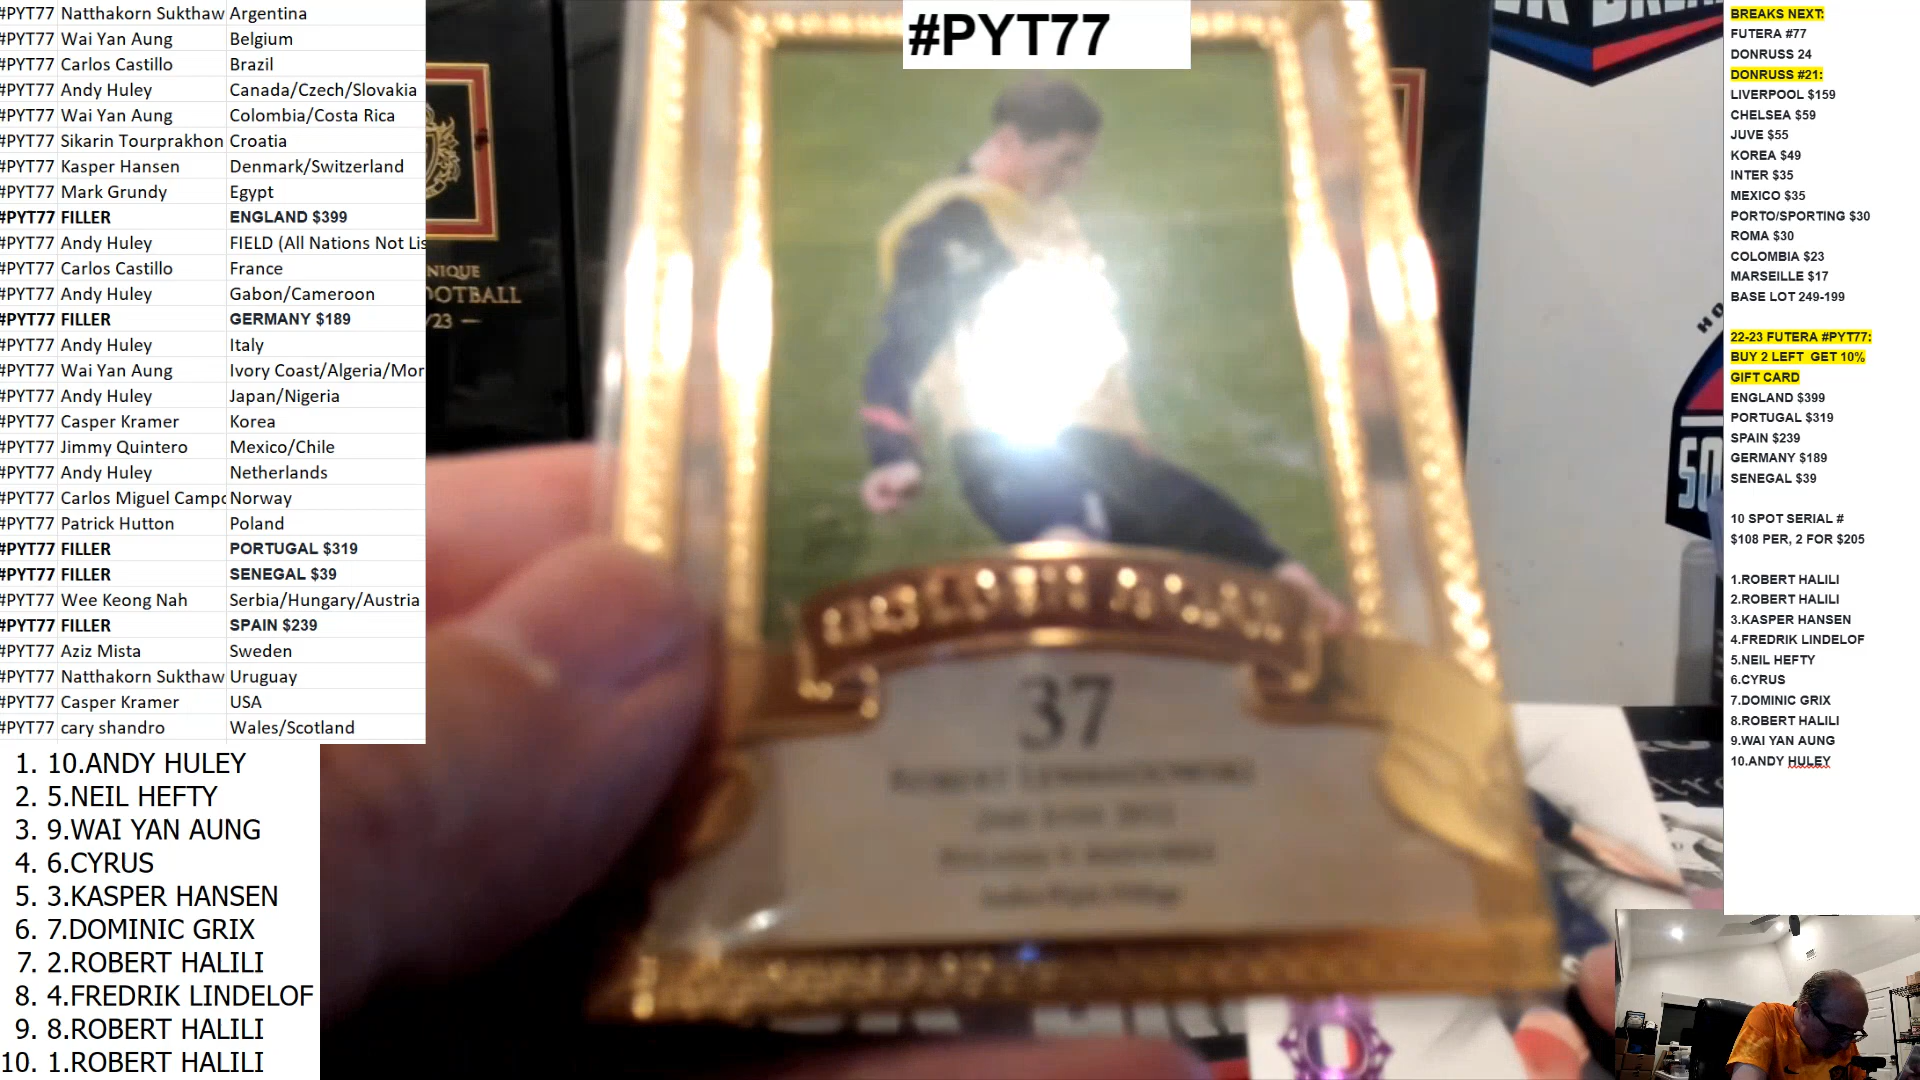 #PYT77 Natthakorn Sukthaw Argentina
#PYT77 Wai Yan Aung Belgium
#PYT77 Carlos Castillo Brazil
#PYT77 Andy Huley Canada/Czech/Slovakia
#PYT77 Wai Yan Aung Colombia/Costa Rica
#PYT77 Sikarin Tourprakhon Croatia
#PYT77 Kasper Hansen Denmark/Switzerland
#PYT77 Mark Grundy Egypt
#PYT77 FILLER ENGLAND $399
#PYT77 Andy Huley FIELD (All Nations Not Lis
#PYT77 Carlos Castillo France
#PYT77 Andy Huley Gabon/Cameroon
#PYT77 FILLER GERMANY $189
#PYT77 Andy Huley Italy
#PYT77 Wai Yan Aung Ivory Coast/Algeria/Mor
#PYT77 Andy Huley Japan/Nigeria
#PYT77 Casper Kramer Korea
#PYT77 Jimmy Quintero Mexico/Chile
#PYT77 Andy Huley Netherlands
#PYT77 Carlos Miguel Campo Norway
#PYT77 Patrick Hutton Poland
#PYT77 FILLER PORTUGAL $319
#PYT77 FILLER SENEGAL $39
#PYT77 Wee Keong Nah Serbia/Hungary/Austria
#PYT77 FILLER SPAIN $239
#PYT77 Aziz Mista Sweden
#PYT77 Natthakorn Sukthaw Uruguay
#PYT77 Casper Kramer USA
#PYT77 cary shandro Wales/Scotland
1. 10.ANDY HULEY
2. 5.NEIL HEFTY
3. 9.WAI YAN AUNG
4. 6.CYRUS
5. 3.KASPER HANSEN
6. 7.DOMINIC GRIX
7. 2.ROBERT HALILI
8. 4.FREDRIK LINDELOF
9. 8.ROBERT HALILI
10. 1.ROBERT HALILI
#PYT77
NIQUE
OOTBALL
/23
37
ROBERT LEWANDOWSKI
BREAKS NEXT:
FUTERA #77
DONRUSS 24
DONRUSS #21:
LIVERPOOL $159
CHELSEA $59
JUVE $55
KOREA $49
INTER $35
MEXICO $35
PORTO/SPORTING $30
ROMA $30
COLOMBIA $23
MARSEILLE $17
BASE LOT 249-199
22-23 FUTERA #PYT77:
BUY 2 LEFT GET 10%
GIFT CARD
ENGLAND $399
PORTUGAL $319
SPAIN $239
GERMANY $189
SENEGAL $39
10 SPOT SERIAL #
$108 PER, 2 FOR $205
1.ROBERT HALILI
2.ROBERT HALILI
3.KASPER HANSEN
4.FREDRIK LINDELOF
5.NEIL HEFTY
6.CYRUS
7.DOMINIC GRIX
8.ROBERT HALILI
9.WAI YAN AUNG
10.ANDY HULEY